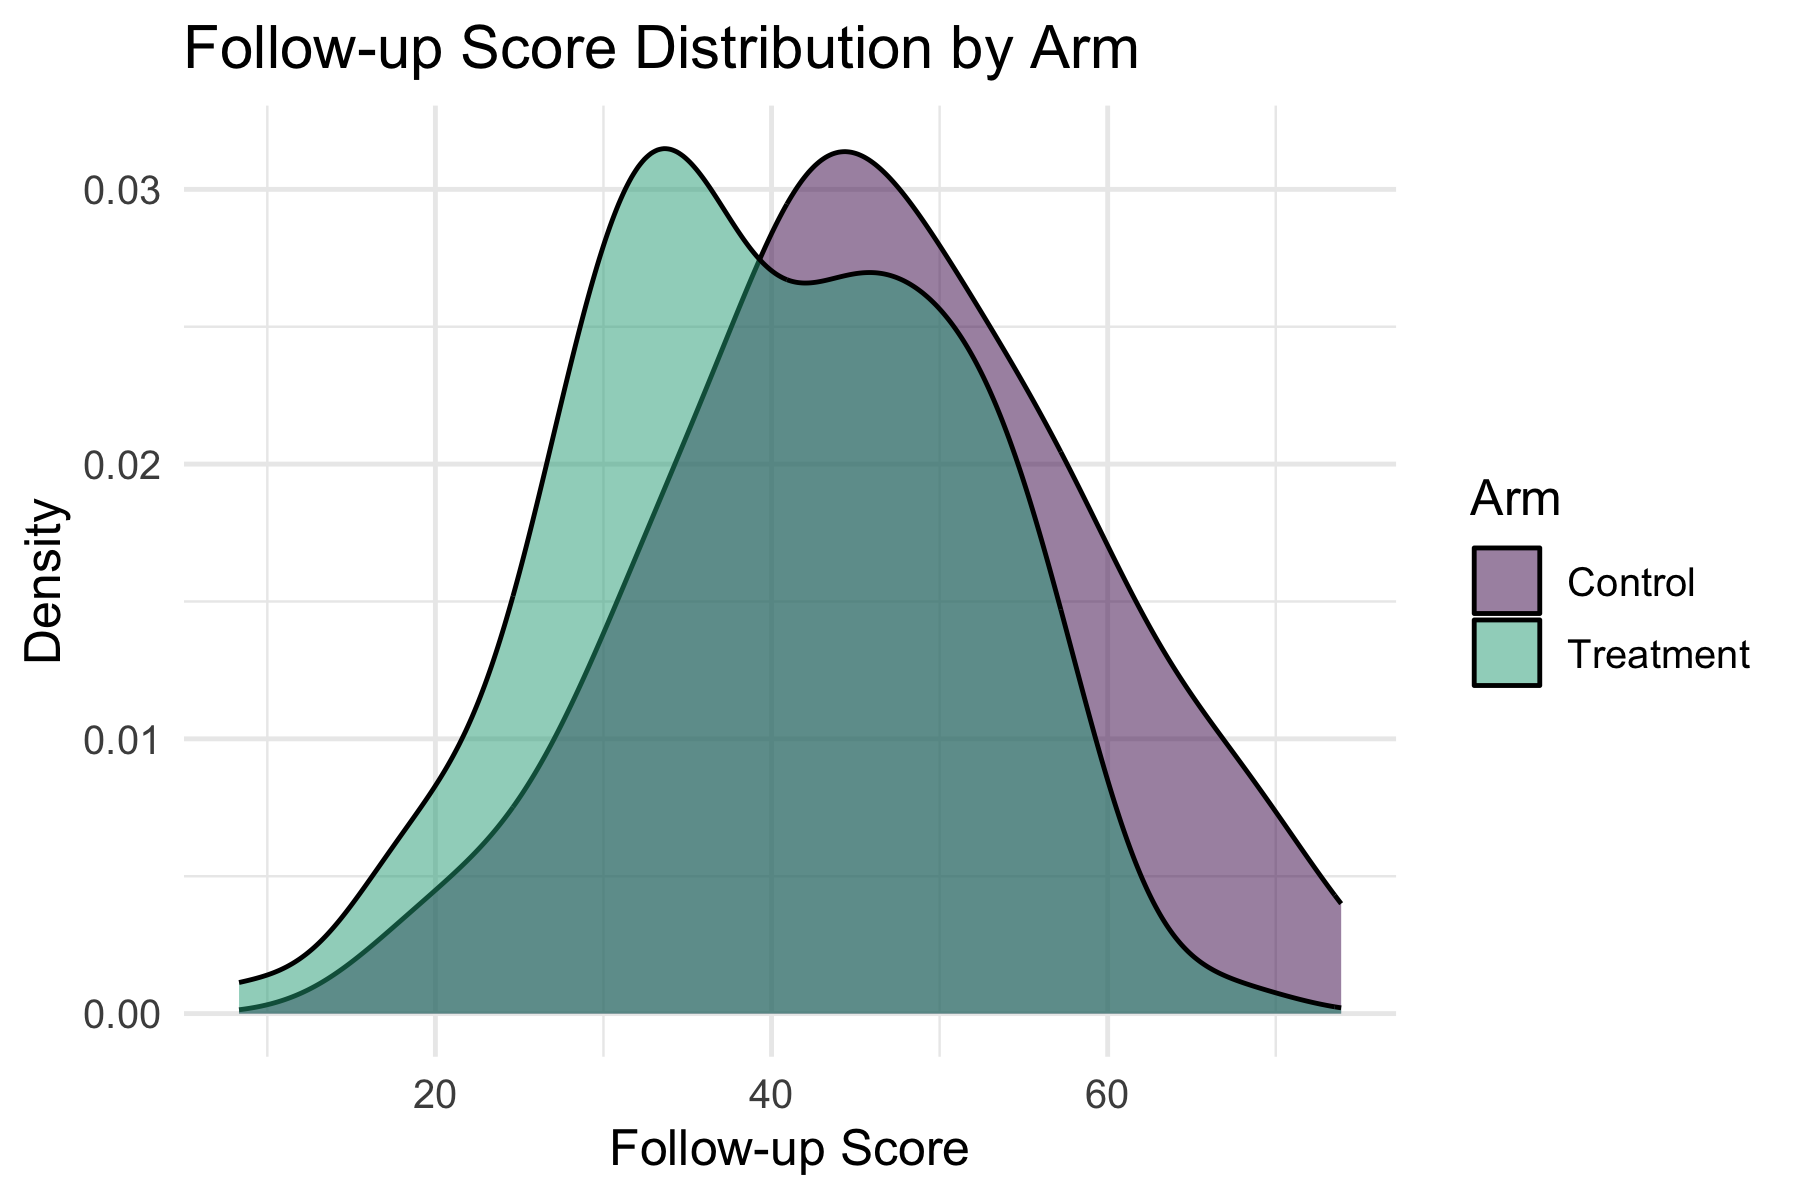 Follow-up Score Distribution by Arm
0.03
0.02
0.01
0.00
Density
20 40 60
Follow-up Score
Arm
Control
Treatment